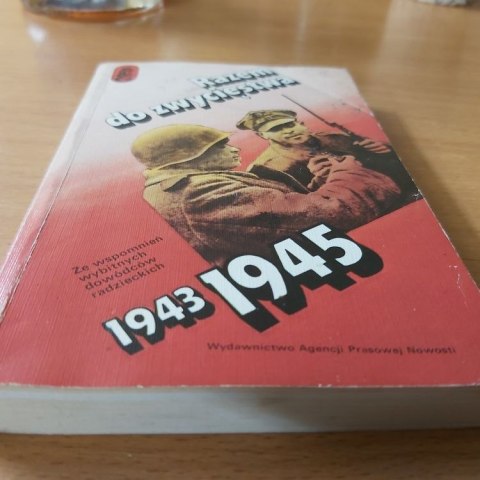 Razem
do zwycięstwa
Ze wspomnień
wybitnych
dowódców
radzieckich
1943 1945
Wydawnictwo Agencji Prasowej Nowosti